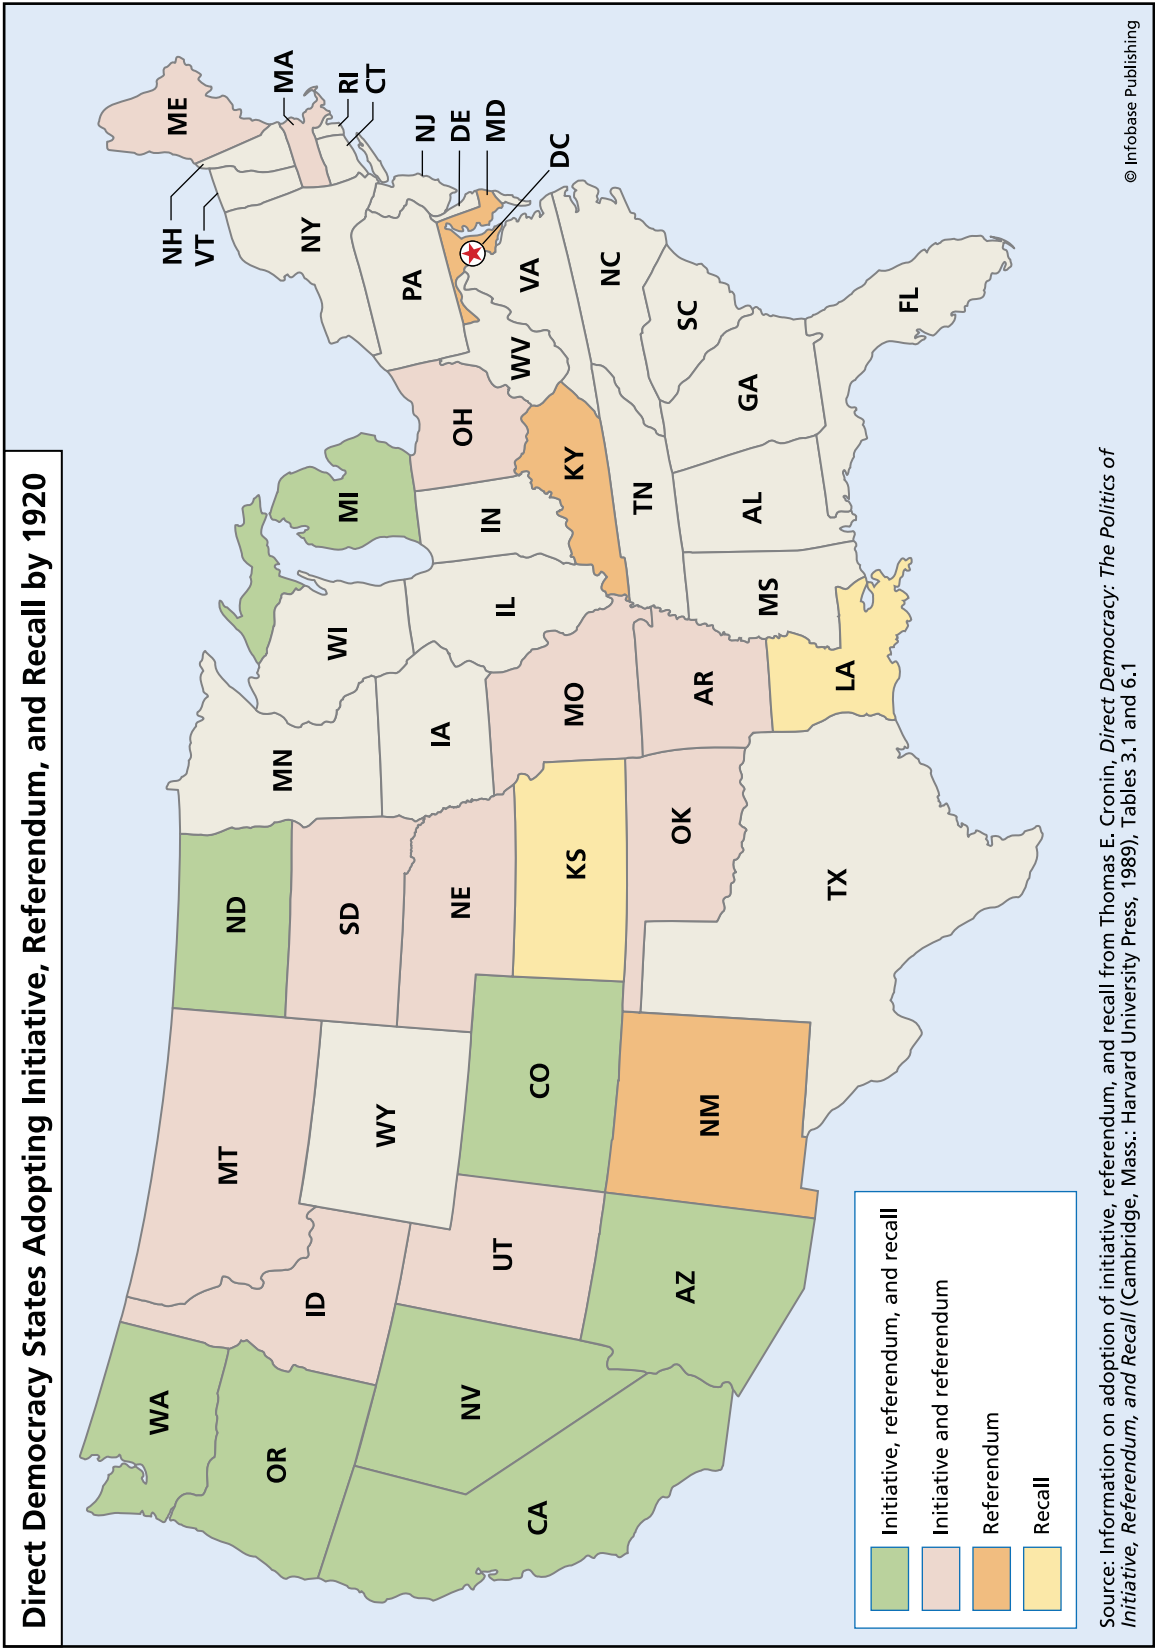 Direct Democracy States Adopting Initiative, Referendum, and Recall by 1920
WA
OR
CA
NV
ID
MT
WY
UT
AZ
CO
NM
ND
SD
NE
KS
OK
TX
MN
IA
MO
AR
LA
WI
IL
MS
MI
IN
OH
KY
TN
AL
GA
FL
SC
NC
VA
WV
PA
NY
VT
NH
ME
MA
RI
CT
NJ
DE
MD
DC
Initiative, referendum, and recall
Initiative and referendum
Referendum
Recall
Source: Information on adoption of initiative, referendum, and recall from Thomas E. Cronin, Direct Democracy: The Politics of
Initiative, Referendum, and Recall (Cambridge, Mass.: Harvard University Press, 1989), Tables 3.1 and 6.1
© Infobase Publishing